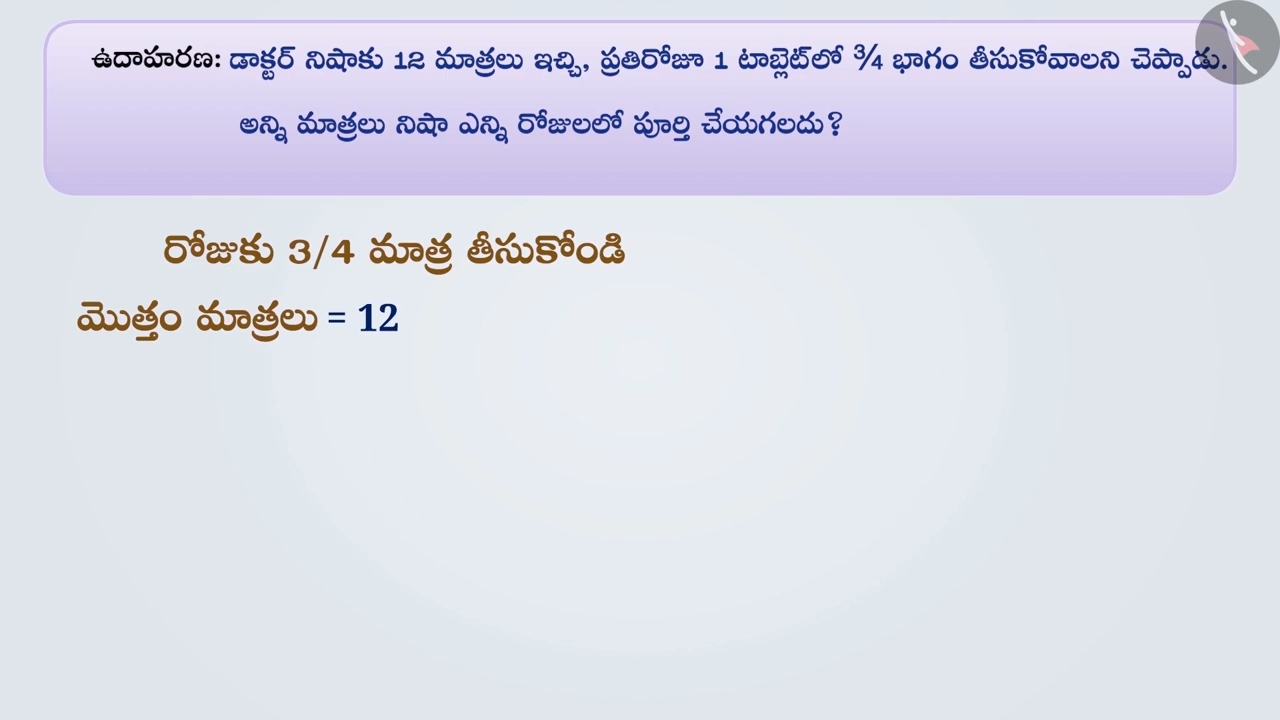 ఉదాహరణ: డాక్టర్ నిషాకు 12 మాత్రలు ఇచ్చి, ప్రతిరోజూ 1 టాబ్లెట్‌లో ¾ భాగం తీసుకోవాలని చెప్పాడు.
అన్ని మాత్రలు నిషా ఎన్ని రోజులలో పూర్తి చేయగలదు?
రోజుకు 3/4 మాత్ర తీసుకోండి
మొత్తం మాత్రలు = 12